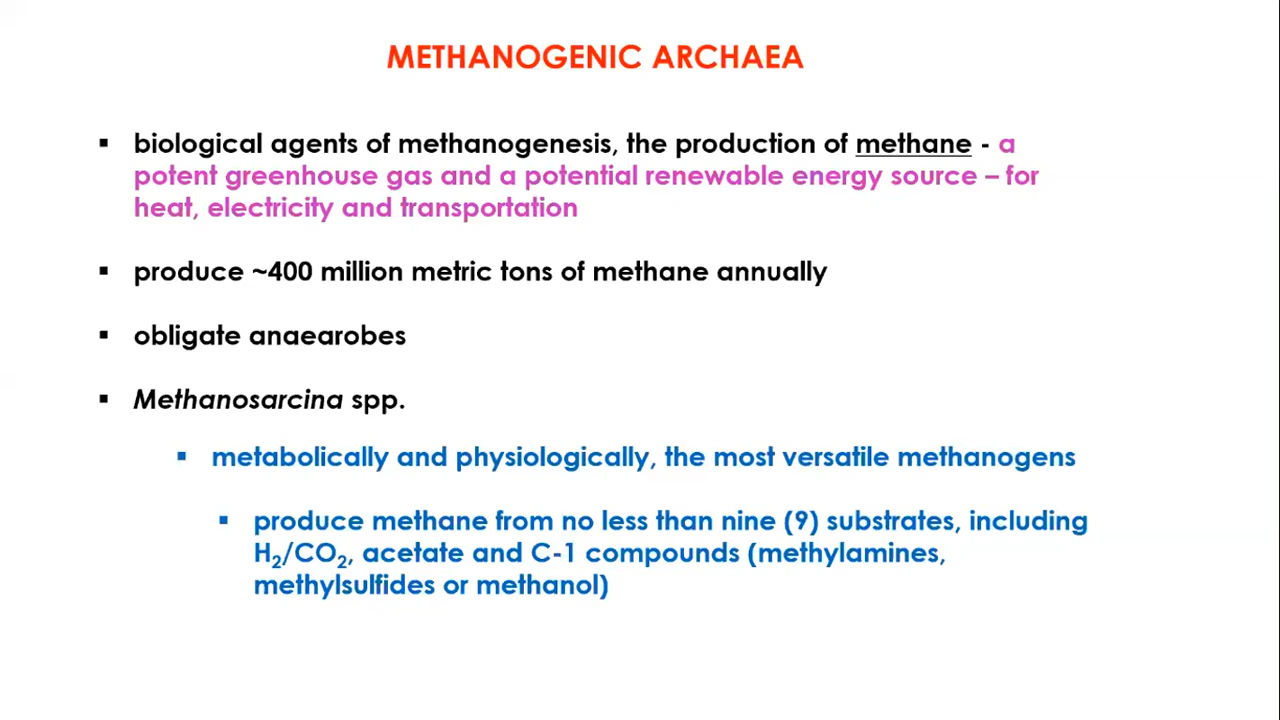 METHANOGENIC ARCHAEA
▪ biological agents of methanogenesis, the production of methane - a
potent greenhouse gas and a potential renewable energy source – for
heat, electricity and transportation
▪ produce ~400 million metric tons of methane annually
▪ obligate anaearobes
▪ Methanosarcina spp.
▪ metabolically and physiologically, the most versatile methanogens
▪ produce methane from no less than nine (9) substrates, including
H₂/CO₂, acetate and C-1 compounds (methylamines,
methylsulfides or methanol)